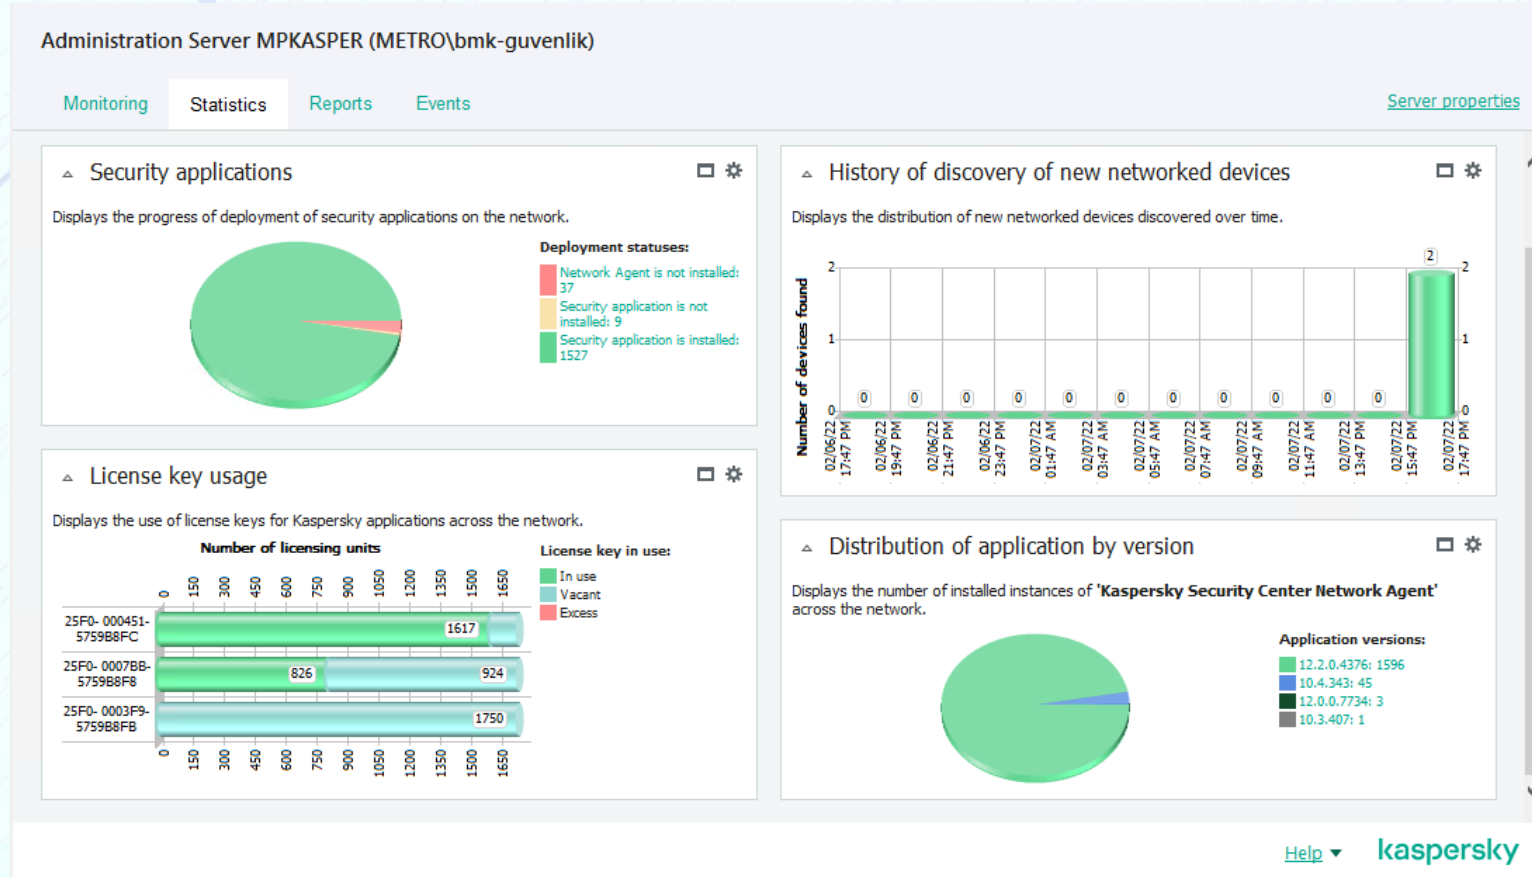 Administration Server MPKASPER (METRO\bmk-guvenlik)
Monitoring Statistics Reports Events Server properties
Security applications
Displays the progress of deployment of security applications on the network.
Deployment statuses:
Network Agent is not installed:
37
Security application is not
installed: 9
Security application is installed:
1527
License key usage
Displays the use of license keys for Kaspersky applications across the network.
Number of licensing units
0 150 300 450 600 750 900 1050 1200 1350 1500 1650
25F0- 000451-
5759B8FC
1617
25F0- 0007BB-
5759B8F8
826 924
25F0- 0003F9-
5759B8FB
1750
0 150 300 450 600 750 900 1050 1200 1350 1500 1650
License key in use:
In use
Vacant
Excess
History of discovery of new networked devices
Displays the distribution of new networked devices discovered over time.
Number of devices found
2
2 2
1 1
0 0 0 0 0 0 0 0 0 0 0
0 0
02/06/22
17:47 PM
02/06/22
19:47 PM
02/06/22
21:47 PM
02/06/22
23:47 PM
02/07/22
01:47 AM
02/07/22
03:47 AM
02/07/22
05:47 AM
02/07/22
07:47 AM
02/07/22
09:47 AM
02/07/22
11:47 AM
02/07/22
13:47 PM
02/07/22
15:47 PM
02/07/22
17:47 PM
Distribution of application by version
Displays the number of installed instances of 'Kaspersky Security Center Network Agent'
across the network.
Application versions:
12.2.0.4376: 1596
10.4.343: 45
12.0.0.7734: 3
10.3.407: 1
Help kaspersky